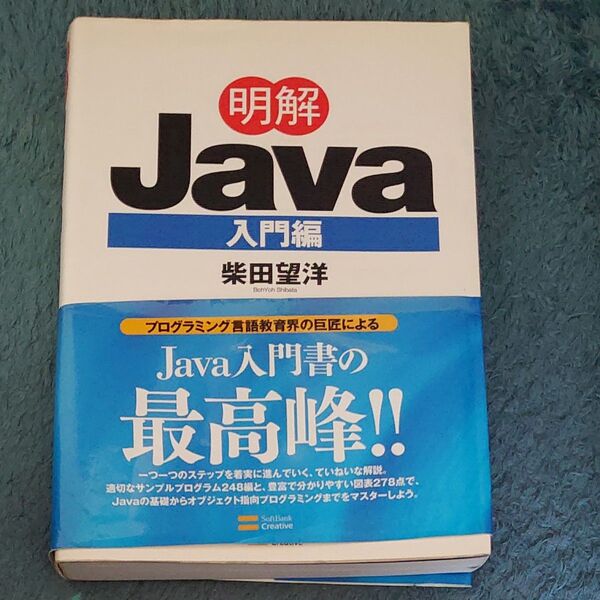 明解
Java
入門編
柴田望洋
BohYoh Shibata
プログラミング言語教育界の巨匠による
Java入門書の
最高峰!!
一つ一つのステップを着実に進んでいく、ていねいな解説。
適切なサンプルプログラム248編と、豊富で分かりやすい図表278点で、
Javaの基礎からオブジェクト指向プログラミングまでをマスターしよう。
SoftBank
Creative
Creative